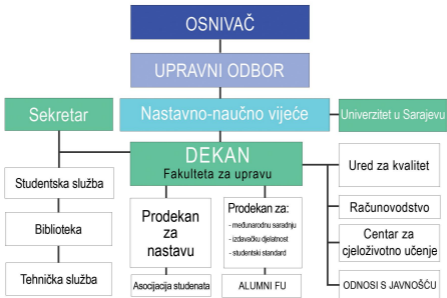 OSNIVAČ
UPRAVNI ODBOR
Sekretar
Nastavno-naučno vijeće
Univerzitet u Sarajevu
DEKAN
Fakulteta za upravu
Studentska služba
Biblioteka
Tehnička služba
Prodekan
za
nastavu
Asocijacija studenata
Prodekan za:
- međunarodnu saradnju
- izdavačku djelatnost
- studentski standard
ALUMNI FU
Ured za kvalitet
Računovodstvo
Centar za
cjeloživotno učenje
ODNOSI S JAVNOŠĆU